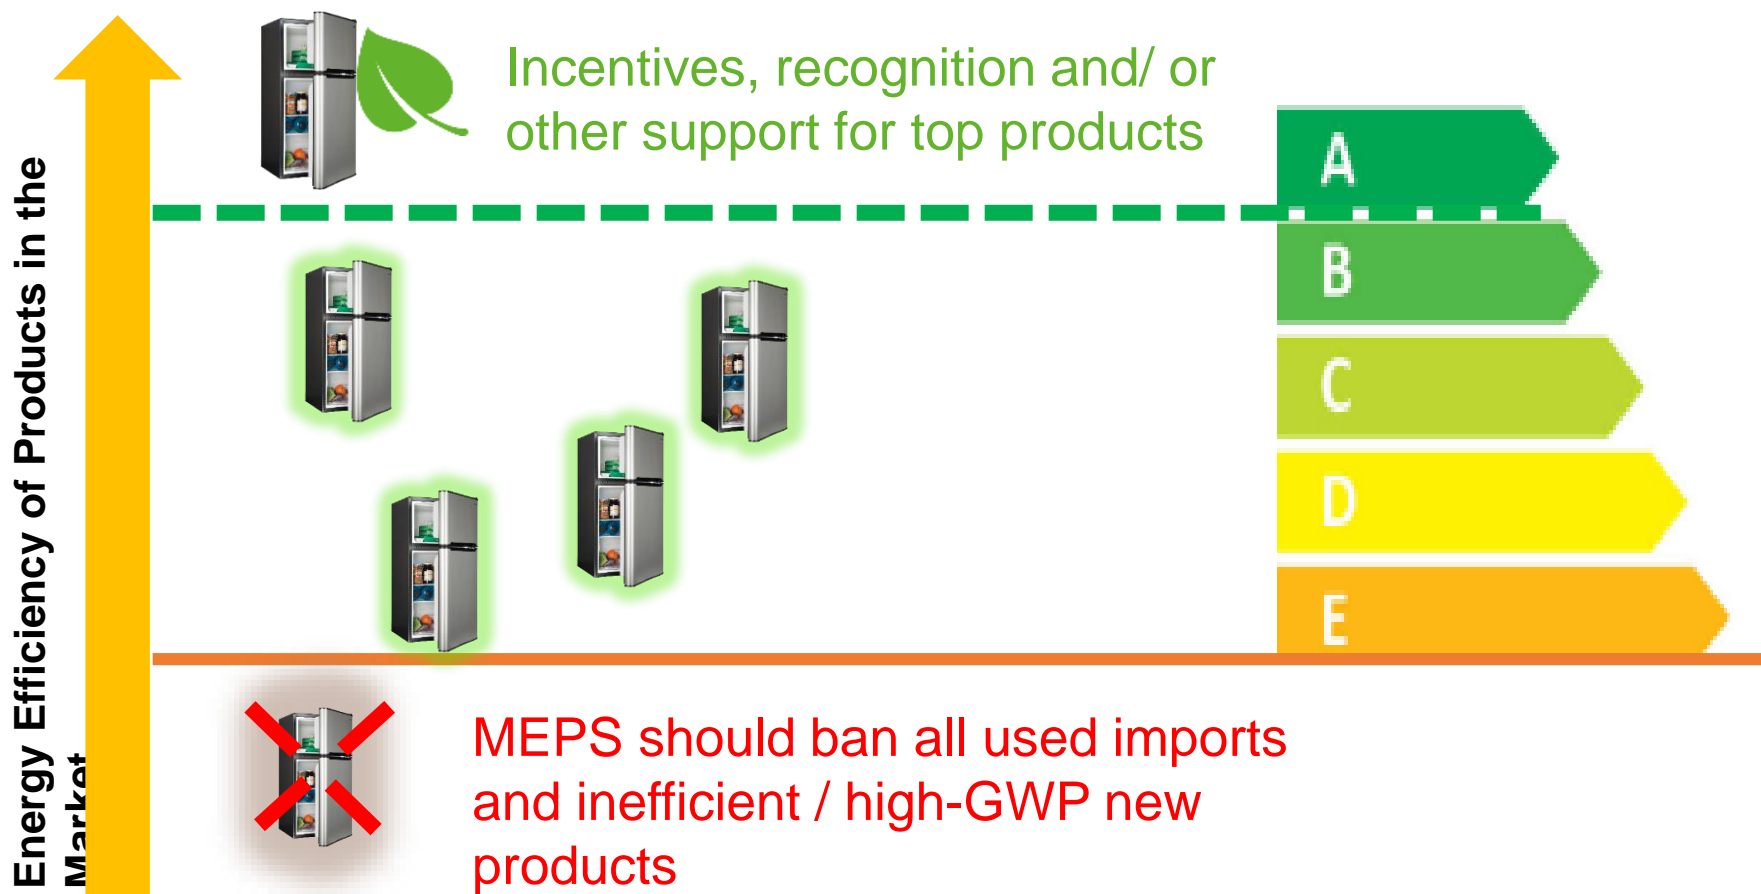 Energy Efficiency of Products in the
Market
Incentives, recognition and/ or
other support for top products
A
B
C
D
E
MEPS should ban all used imports
and inefficient / high-GWP new
products